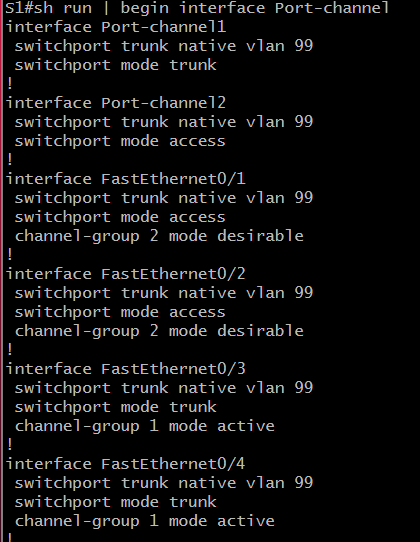 S1#sh run | begin interface Port-channel
interface Port-channel1
 switchport trunk native vlan 99
 switchport mode trunk
!
interface Port-channel2
 switchport trunk native vlan 99
 switchport mode access
!
interface FastEthernet0/1
 switchport trunk native vlan 99
 switchport mode access
 channel-group 2 mode desirable
!
interface FastEthernet0/2
 switchport trunk native vlan 99
 switchport mode access
 channel-group 2 mode desirable
!
interface FastEthernet0/3
 switchport trunk native vlan 99
 switchport mode trunk
 channel-group 1 mode active
!
interface FastEthernet0/4
 switchport trunk native vlan 99
 switchport mode trunk
 channel-group 1 mode active
!